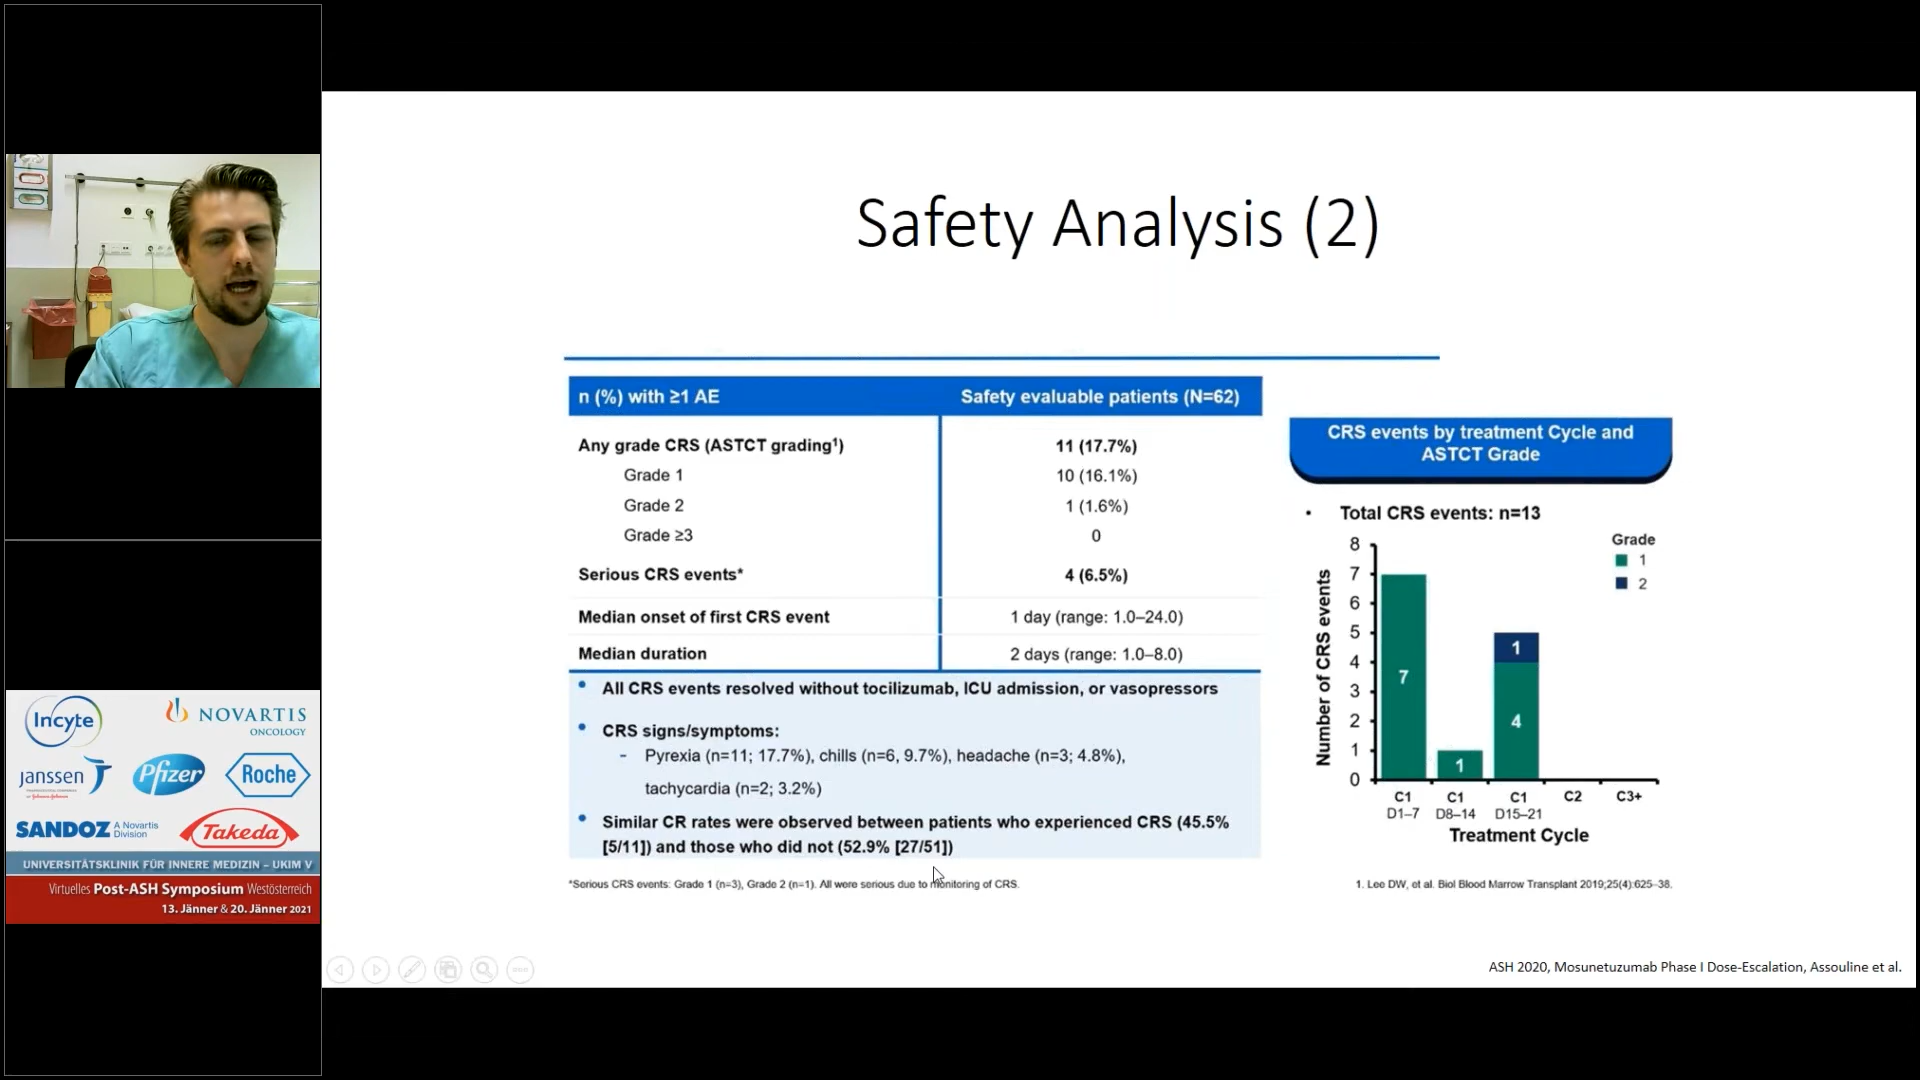 Safety Analysis (2)
n (%) with ≥1 AE
Safety evaluable patients (N=62)
Any grade CRS (ASTCT grading¹)
11 (17.7%)
Grade 1
10 (16.1%)
Grade 2
1 (1.6%)
Grade ≥3
0
Serious CRS events*
4 (6.5%)
Median onset of first CRS event
1 day (range: 1.0–24.0)
Median duration
2 days (range: 1.0–8.0)
• All CRS events resolved without tocilizumab, ICU admission, or vasopressors
• CRS signs/symptoms:
- Pyrexia (n=11; 17.7%), chills (n=6, 9.7%), headache (n=3; 4.8%),
tachycardia (n=2; 3.2%)
• Similar CR rates were observed between patients who experienced CRS (45.5%
[5/11]) and those who did not (52.9% [27/51])
*Serious CRS events: Grade 1 (n=3), Grade 2 (n=1). All were serious due to monitoring of CRS.
CRS events by treatment Cycle and
ASTCT Grade
• Total CRS events: n=13
Grade
1
2
Number of CRS events
8
7
6
5
4
3
2
1
0
7
1
1
4
C1
D1–7
C1
D8–14
C1
D15–21
C2
C3+
Treatment Cycle
1. Lee DW, et al. Biol Blood Marrow Transplant 2019;25(4):625–38.
ASH 2020, Mosunetuzumab Phase I Dose-Escalation, Assouline et al.
Incyte
NOVARTIS
ONCOLOGY
janssen
Pfizer
Roche
SANDOZ A Novartis
Division
Takeda
UNIVERSITÄTSKLINIK FÜR INNERE MEDIZIN – UKIM V
Virtuelles Post-ASH Symposium Westösterreich
13. Jänner & 20. Jänner 2021